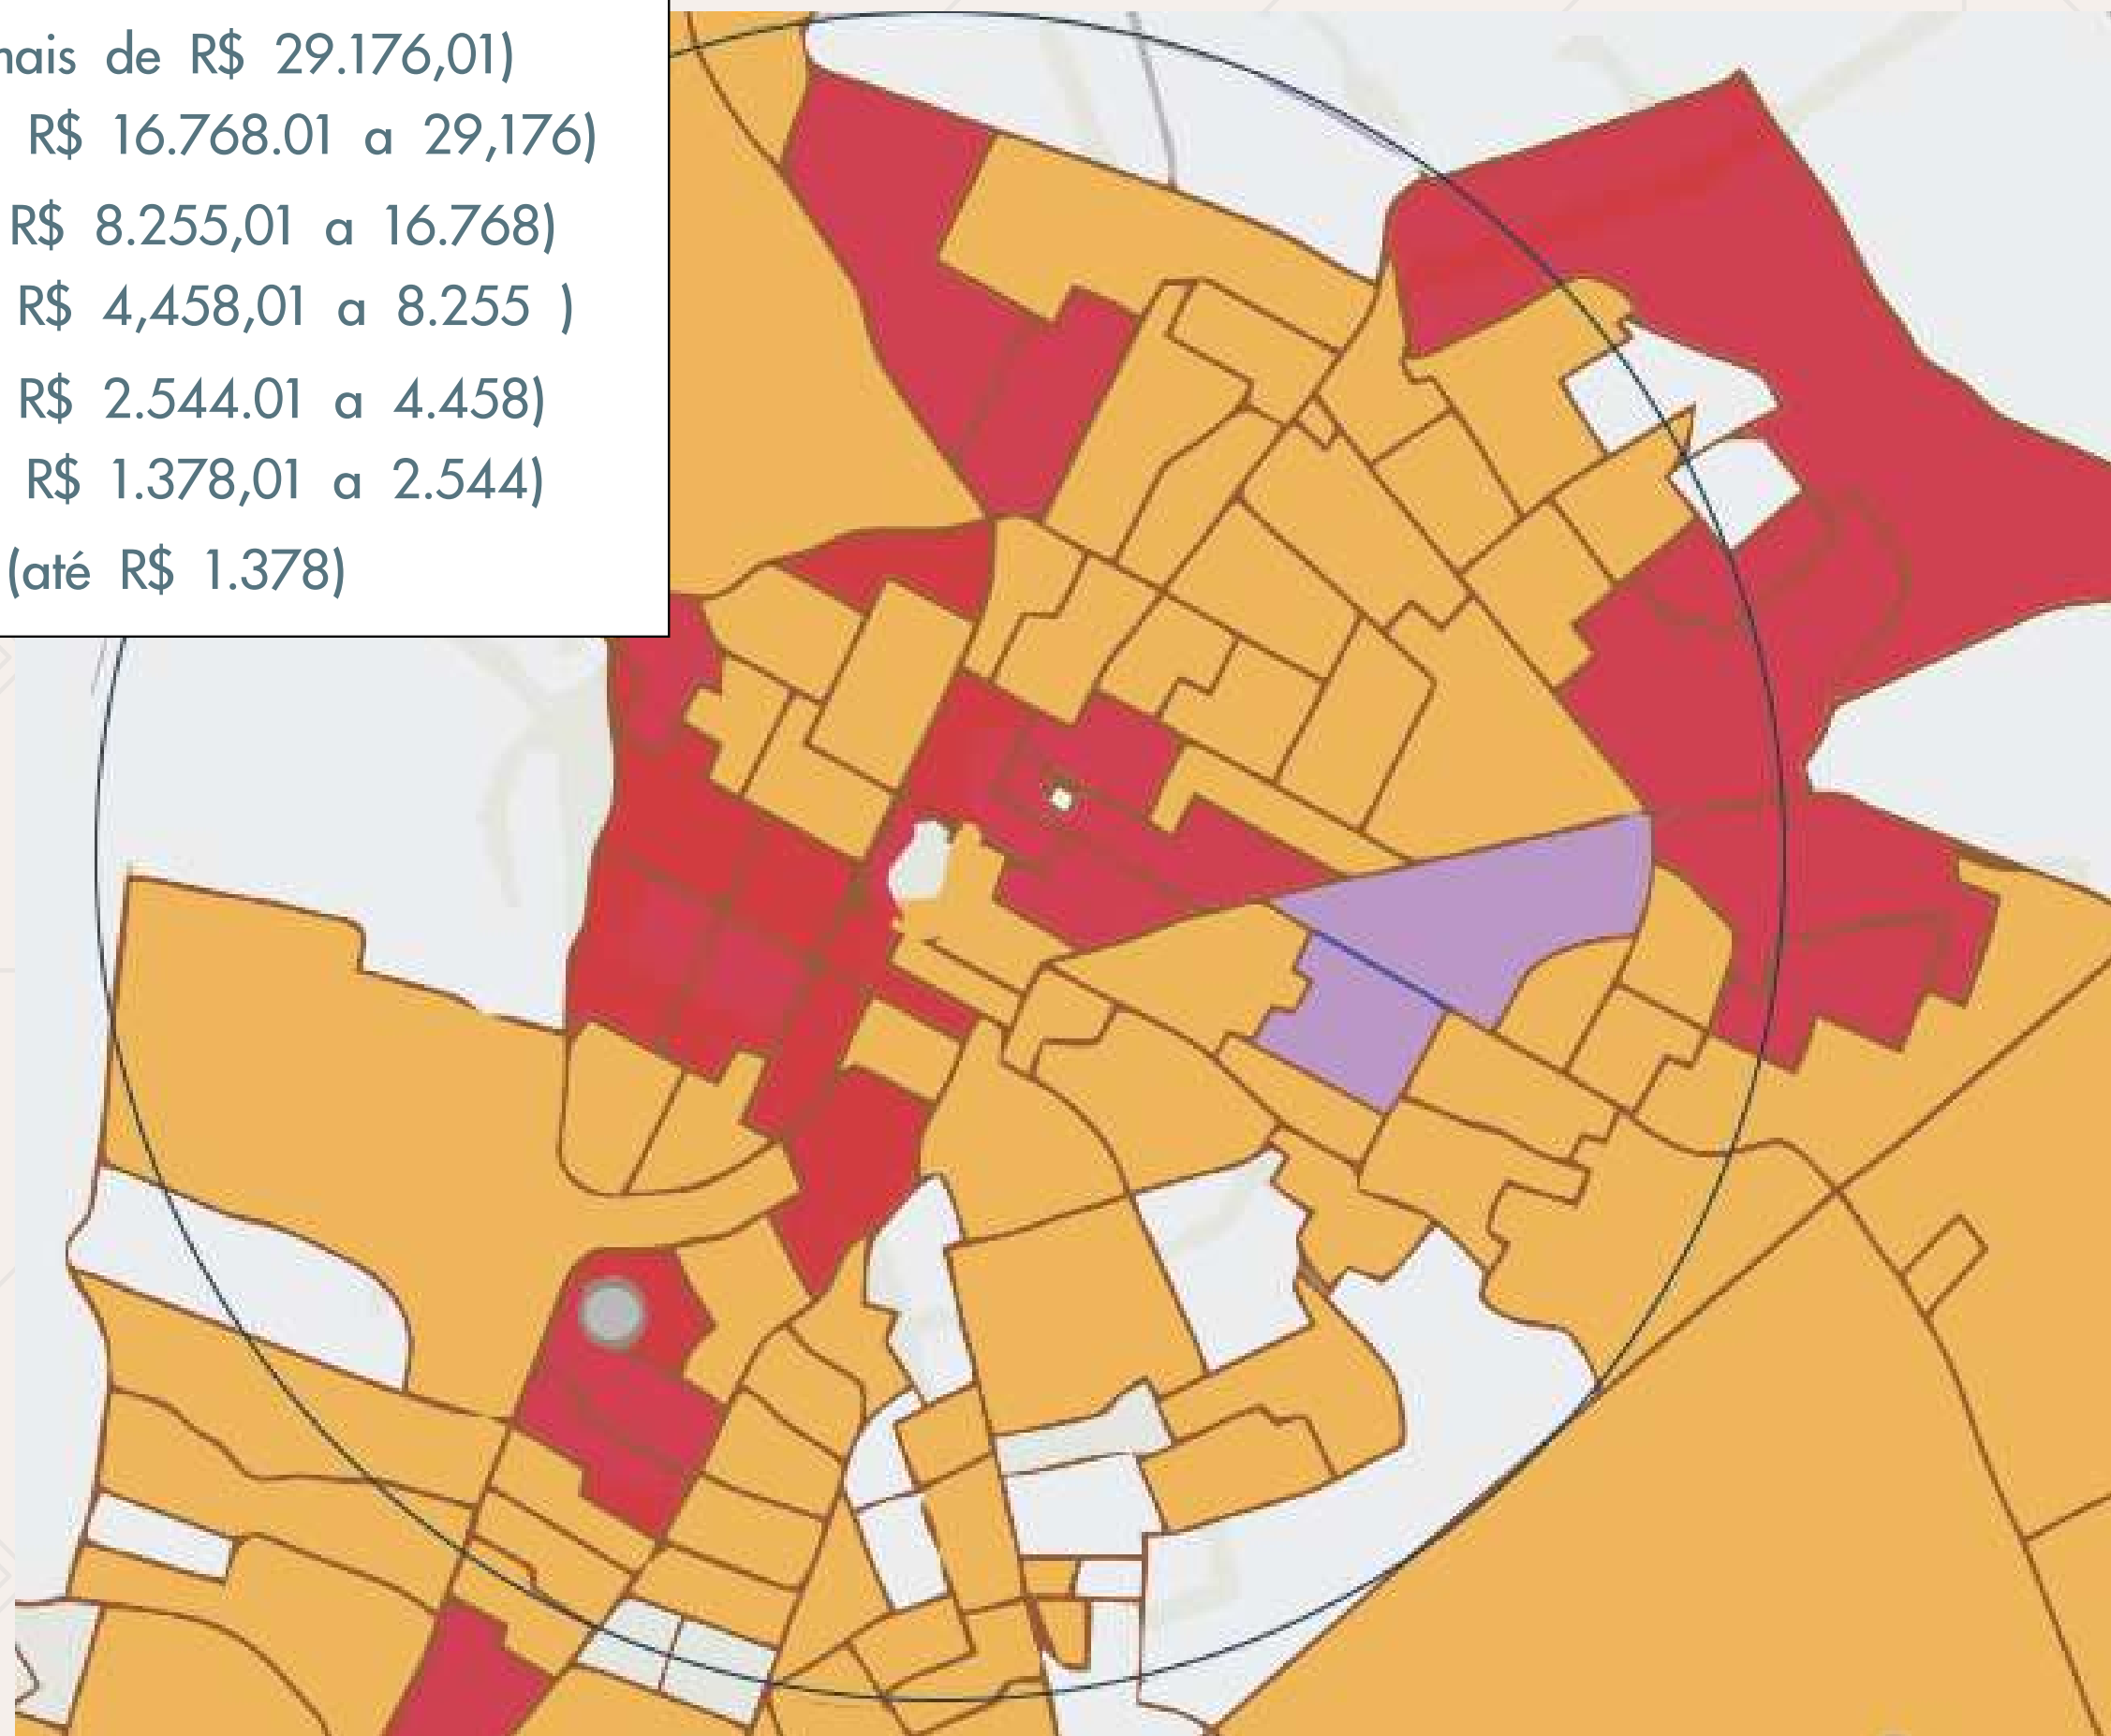 mais de R$ 29.176,01)
R$ 16.768.01 a 29,176)
R$ 8.255,01 a 16.768)
R$ 4,458,01 a 8.255 )
R$ 2.544.01 a 4.458)
R$ 1.378,01 a 2.544)
(até R$ 1.378)